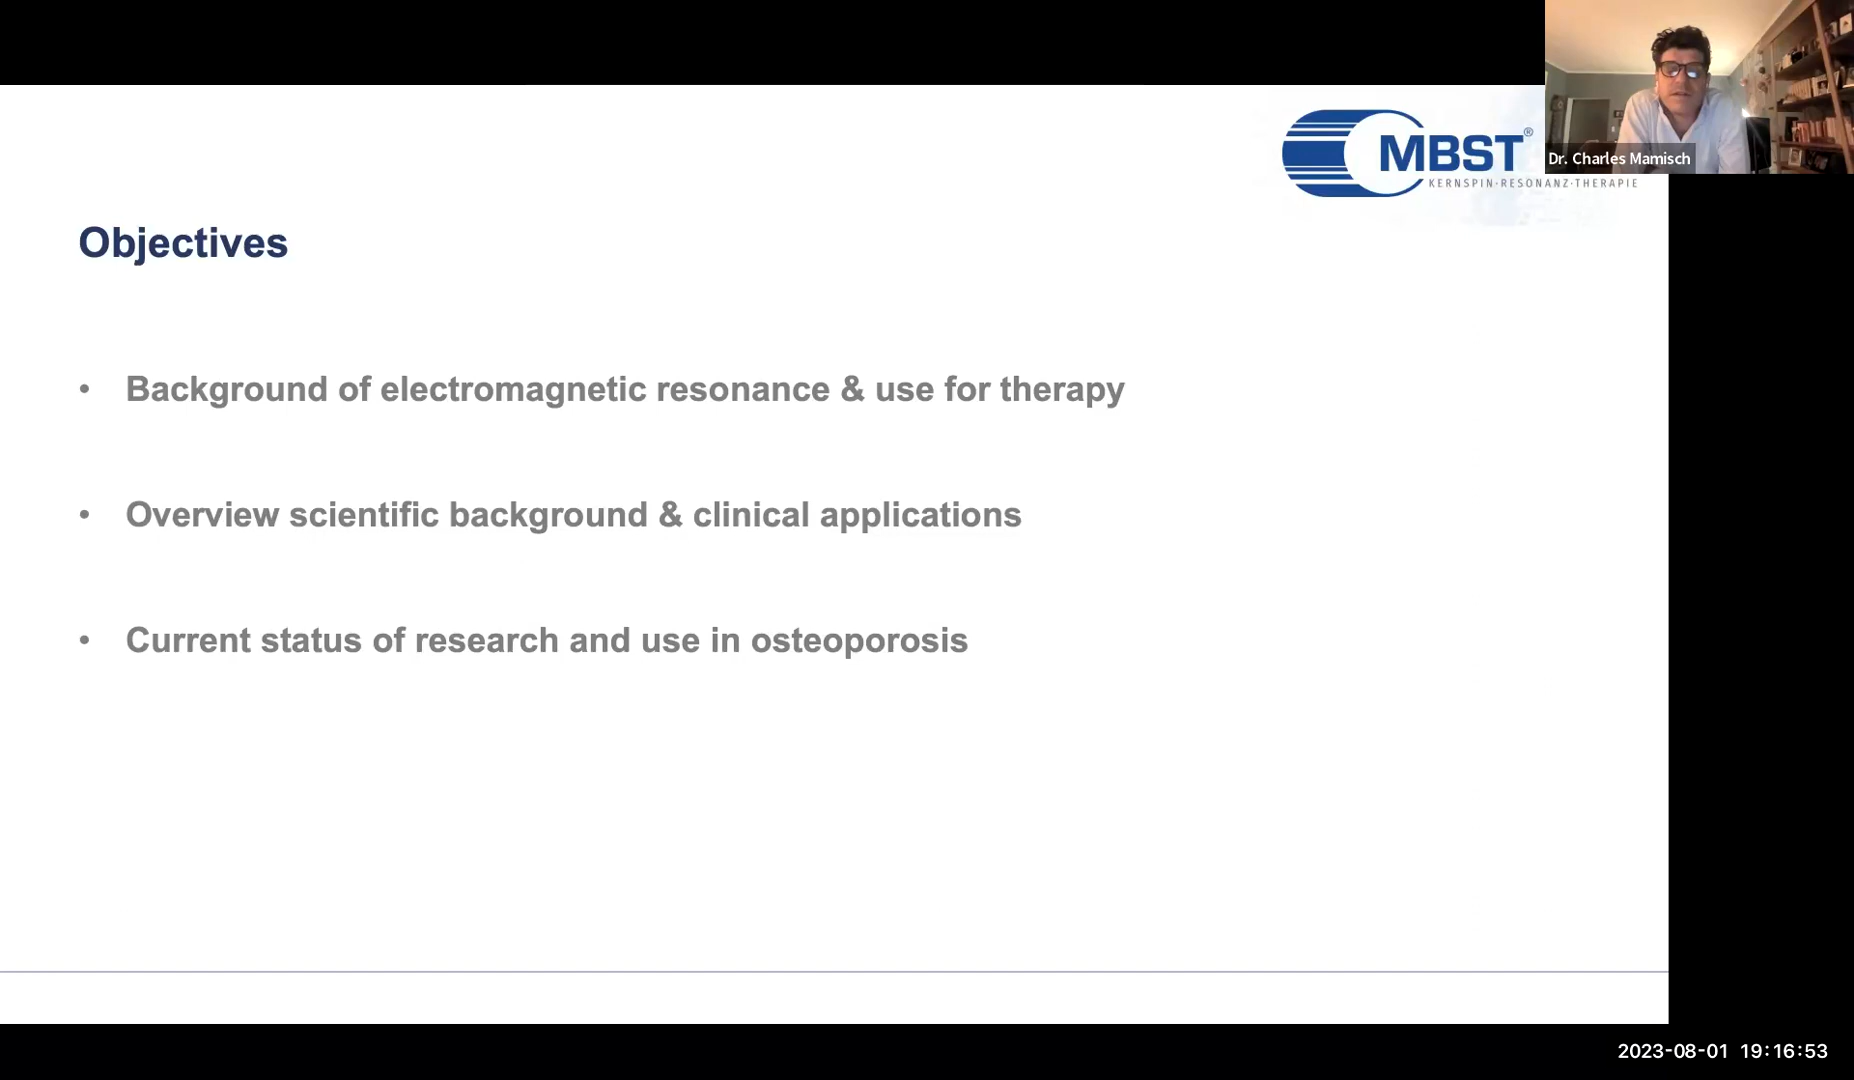 MBST®
KERNSPIN·RESONANZ·THERAPIE
Dr. Charles Mamisch
Objectives
• Background of electromagnetic resonance & use for therapy
• Overview scientific background & clinical applications
• Current status of research and use in osteoporosis
2023-08-01 19:16:53